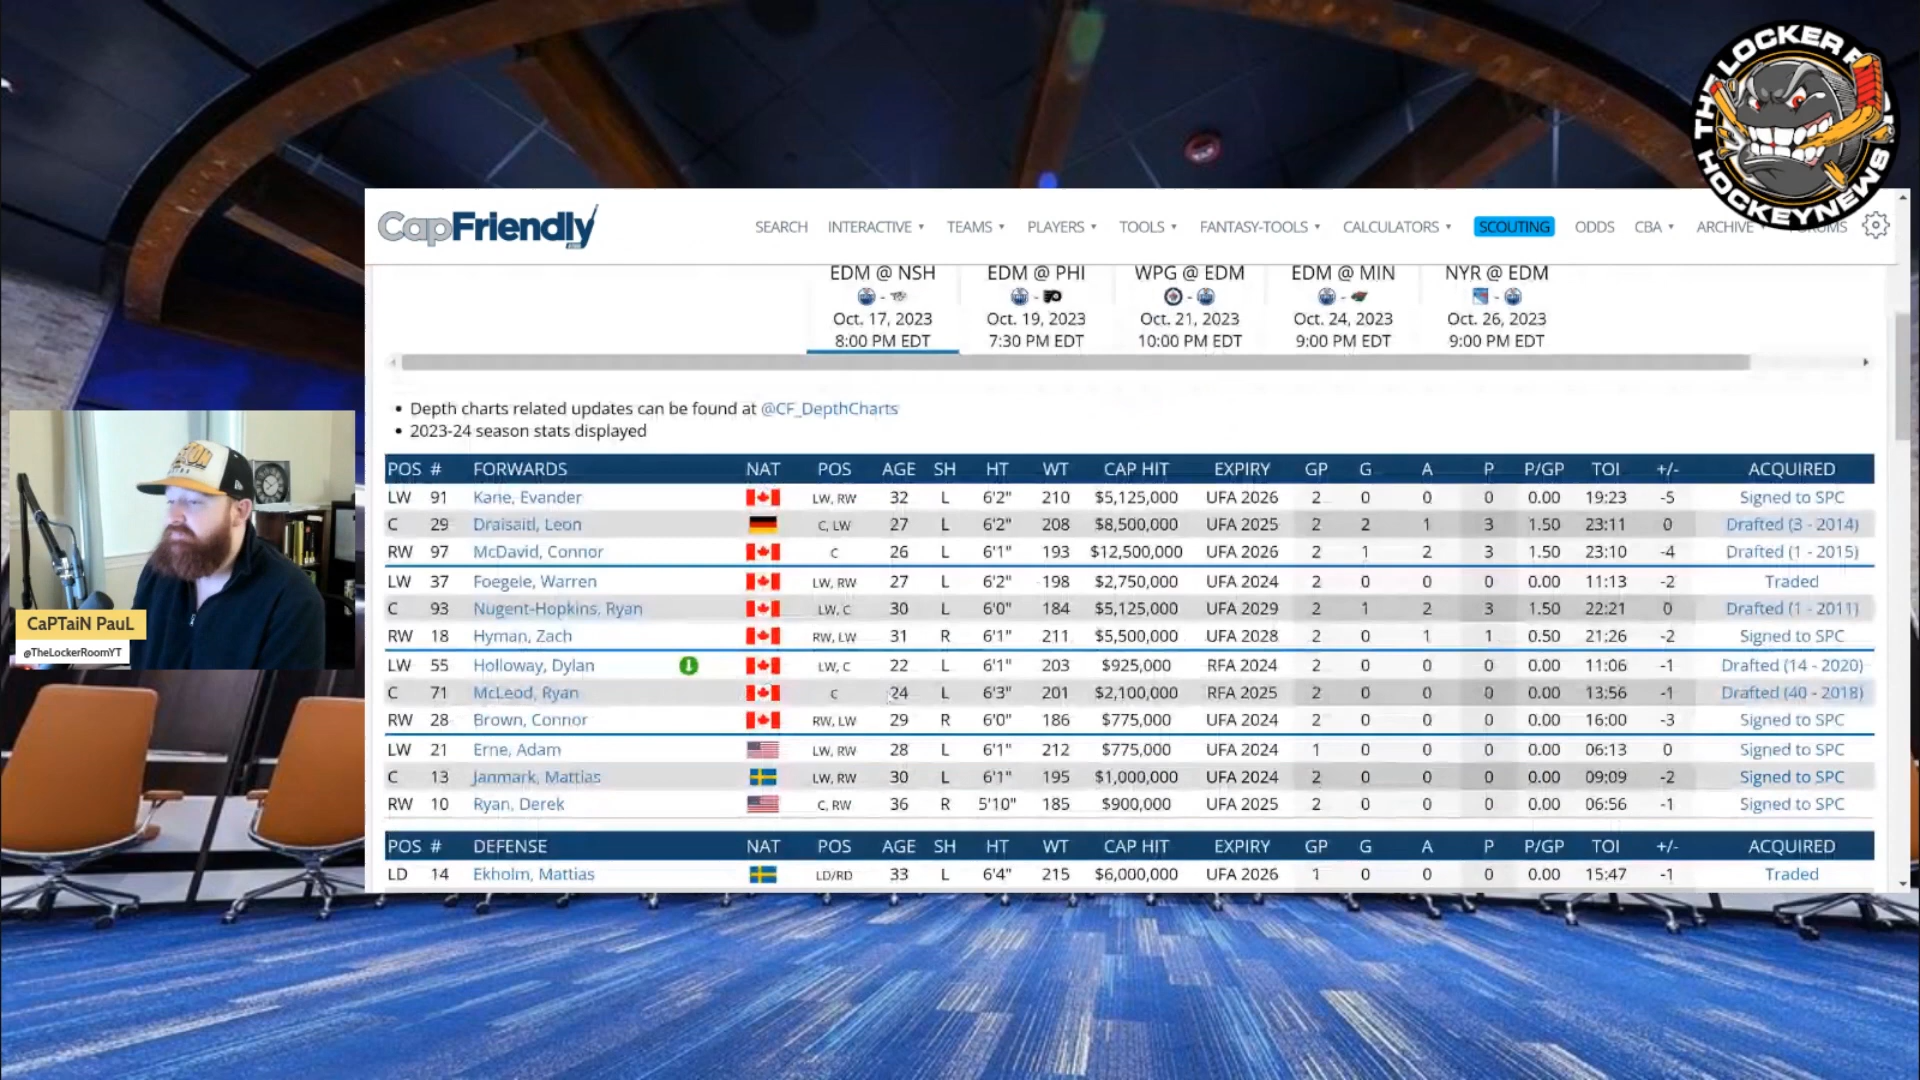 THE LOCKER R
HOCKEYNEWS
CapFriendly
SEARCH INTERACTIVE TEAMS PLAYERS TOOLS FANTASY-TOOLS CALCULATORS SCOUTING ODDS CBA ARCHIVE
EDM @ NSH EDM @ PHI WPG @ EDM EDM @ MIN NYR @ EDM
- - - - -
Oct. 17, 2023 Oct. 19, 2023 Oct. 21, 2023 Oct. 24, 2023 Oct. 26, 2023
8:00 PM EDT 7:30 PM EDT 10:00 PM EDT 9:00 PM EDT 9:00 PM EDT
• Depth charts related updates can be found at @CF_DepthCharts
• 2023-24 season stats displayed
POS # FORWARDS NAT POS AGE SH HT WT CAP HIT EXPIRY GP G A P P/GP TOI +/- ACQUIRED
LW 91 Kane, Evander LW, RW 32 L 6'2" 210 $5,125,000 UFA 2026 2 0 0 0 0.00 19:23 -5 Signed to SPC
C 29 Draisaitl, Leon C, LW 27 L 6'2" 208 $8,500,000 UFA 2025 2 2 1 3 1.50 23:11 0 Drafted (3 - 2014)
RW 97 McDavid, Connor C 26 L 6'1" 193 $12,500,000 UFA 2026 2 1 2 3 1.50 23:10 -4 Drafted (1 - 2015)
LW 37 Foegele, Warren LW, RW 27 L 6'2" 198 $2,750,000 UFA 2024 2 0 0 0 0.00 11:13 -2 Traded
C 93 Nugent-Hopkins, Ryan LW, C 30 L 6'0" 184 $5,125,000 UFA 2029 2 1 2 3 1.50 22:21 0 Drafted (1 - 2011)
RW 18 Hyman, Zach RW, LW 31 R 6'1" 211 $5,500,000 UFA 2028 2 0 1 1 0.50 21:26 -2 Signed to SPC
LW 55 Holloway, Dylan LW, C 22 L 6'1" 203 $925,000 RFA 2024 2 0 0 0 0.00 11:06 -1 Drafted (14 - 2020)
C 71 McLeod, Ryan C 24 L 6'3" 201 $2,100,000 RFA 2025 2 0 0 0 0.00 13:56 -1 Drafted (40 - 2018)
RW 28 Brown, Connor RW, LW 29 R 6'0" 186 $775,000 UFA 2024 2 0 0 0 0.00 16:00 -3 Signed to SPC
LW 21 Erne, Adam LW, RW 28 L 6'1" 212 $775,000 UFA 2024 1 0 0 0 0.00 06:13 0 Signed to SPC
C 13 Janmark, Mattias LW, RW 30 L 6'1" 195 $1,000,000 UFA 2024 2 0 0 0 0.00 09:09 -2 Signed to SPC
RW 10 Ryan, Derek C, RW 36 R 5'10" 185 $900,000 UFA 2025 2 0 0 0 0.00 06:56 -1 Signed to SPC
POS # DEFENSE NAT POS AGE SH HT WT CAP HIT EXPIRY GP G A P P/GP TOI +/- ACQUIRED
LD 14 Ekholm, Mattias LD/RD 33 L 6'4" 215 $6,000,000 UFA 2026 1 0 0 0 0.00 15:47 -1 Traded
CaPTaiN PauL
@TheLockerRoomYT